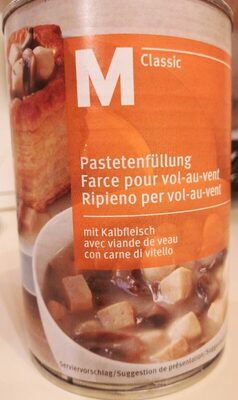 M Classic
Pastetenfüllung
Farce pour vol-au-vent
Ripieno per vol-au-vent
mit Kalbfleisch
avec viande de veau
con carne di vitello
Serviervorschlag/Suggestion de présentation/Sugge